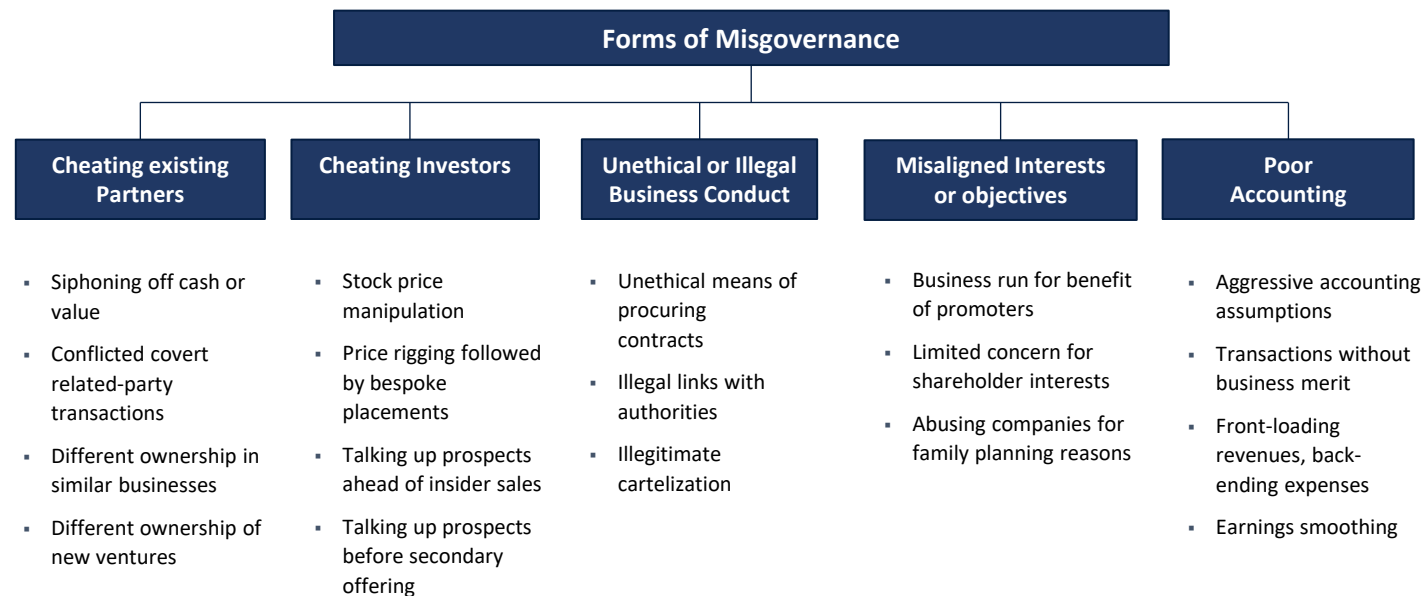 Forms of Misgovernance
Cheating existing
Partners
Cheating Investors
Unethical or Illegal
Business Conduct
Misaligned Interests
or objectives
Poor
Accounting
▪ Siphoning off cash or
value
▪ Conflicted covert
related-party
transactions
▪ Different ownership in
similar businesses
▪ Different ownership of
new ventures
▪ Stock price
manipulation
▪ Price rigging followed
by bespoke
placements
▪ Talking up prospects
ahead of insider sales
▪ Talking up prospects
before secondary
offering
▪ Unethical means of
procuring
contracts
▪ Illegal links with
authorities
▪ Illegitimate
cartelization
▪ Business run for benefit
of promoters
▪ Limited concern for
shareholder interests
▪ Abusing companies for
family planning reasons
▪ Aggressive accounting
assumptions
▪ Transactions without
business merit
▪ Front-loading
revenues, back-
ending expenses
▪ Earnings smoothing